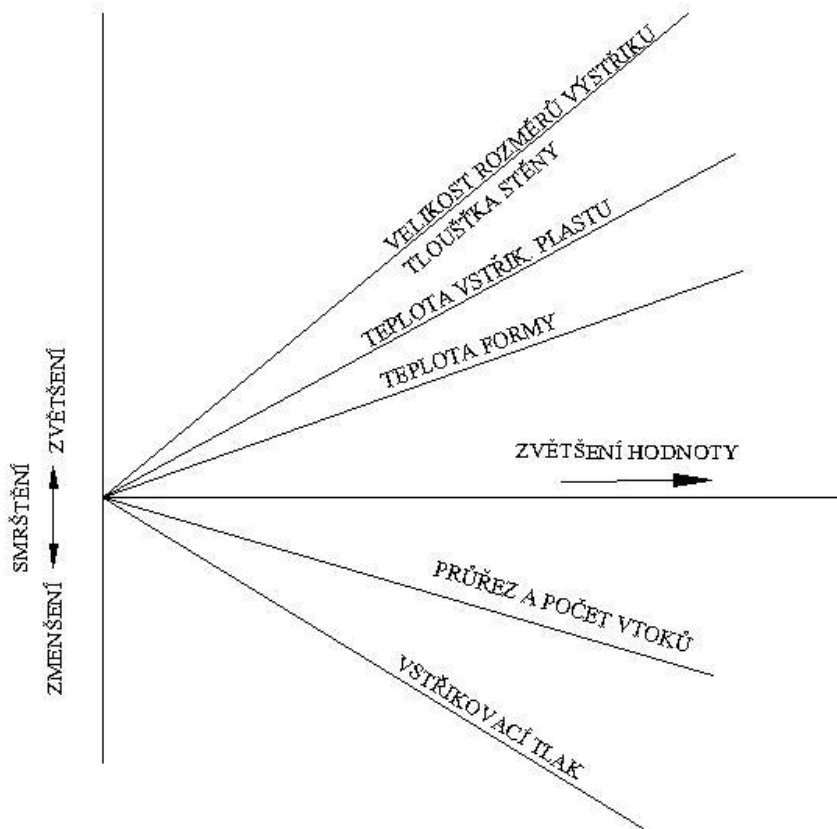 VELIKOST ROZMĚRŮ VÝSTŘIKU
TLOUŠŤKA STĚNY
TEPLOTA VSTŘIK. PLASTU
TEPLOTA FORMY
ZVĚTŠENÍ HODNOTY
SMRŠTĚNÍ
ZVĚTŠENÍ
ZMENŠENÍ
PRŮŘEZ A POČET VTOKŮ
VSTŘIKOVACÍ TLAK